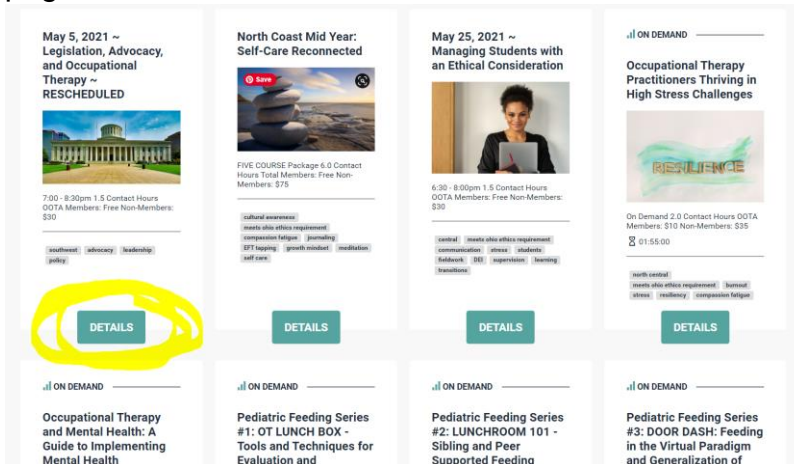 May 5, 2021 ~
Legislation, Advocacy,
and Occupational
Therapy ~
RESCHEDULED
7:00 - 8:30pm 1.5 Contact Hours
OOTA Members: Free Non-Members:
$30
southwest advocacy leadership
policy
DETAILS
North Coast Mid Year:
Self-Care Reconnected
Save
FIVE COURSE Package 6.0 Contact
Hours Total Members: Free Non-
Members: $75
cultural awareness
meets ohio ethics requirement
compassion fatigue journaling
EFT tapping growth mindset meditation
self care
DETAILS
May 25, 2021 ~
Managing Students with
an Ethical Consideration
6:30 - 8:00pm 1.5 Contact Hours
OOTA Members: Free Non-Members:
$30
central meets ohio ethics requirement
communication stress students
fieldwork DEI supervision learning
transitions
DETAILS
ON DEMAND
Occupational Therapy
Practitioners Thriving in
High Stress Challenges
RESILIENCE
On Demand 2.0 Contact Hours OOTA
Members: $10 Non-Members: $35
01:55:00
north central
meets ohio ethics requirement burnout
stress resiliency compassion fatigue
DETAILS
ON DEMAND
Occupational Therapy
and Mental Health: A
Guide to Implementing
Mental Health
ON DEMAND
Pediatric Feeding Series
#1: OT LUNCH BOX -
Tools and Techniques for
Evaluation and
ON DEMAND
Pediatric Feeding Series
#2: LUNCHROOM 101 -
Sibling and Peer
Supported Feeding
ON DEMAND
Pediatric Feeding Series
#3: DOOR DASH: Feeding
in the Virtual Paradigm
and Generalization of